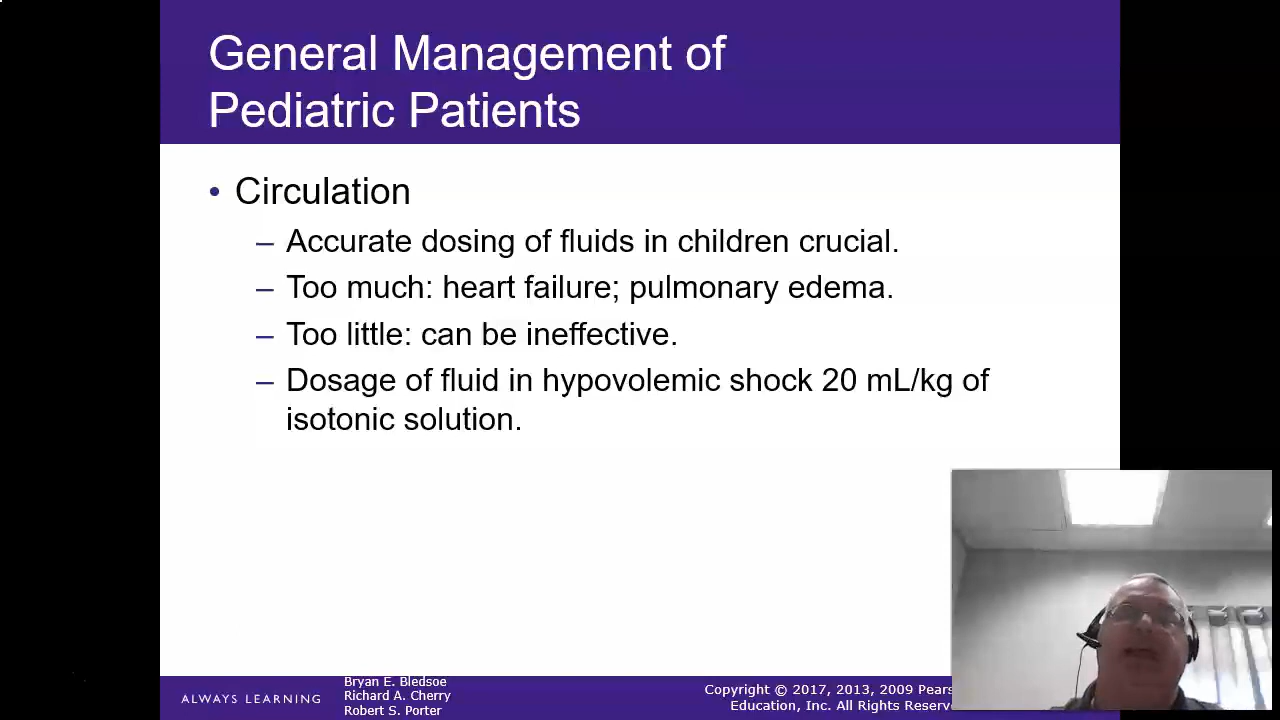 General Management of
Pediatric Patients
• Circulation
– Accurate dosing of fluids in children crucial.
– Too much: heart failure; pulmonary edema.
– Too little: can be ineffective.
– Dosage of fluid in hypovolemic shock 20 mL/kg of
isotonic solution.
ALWAYS LEARNING
Bryan E. Bledsoe
Richard A. Cherry
Robert S. Porter
Copyright © 2017, 2013, 2009
Education, Inc. All Rights